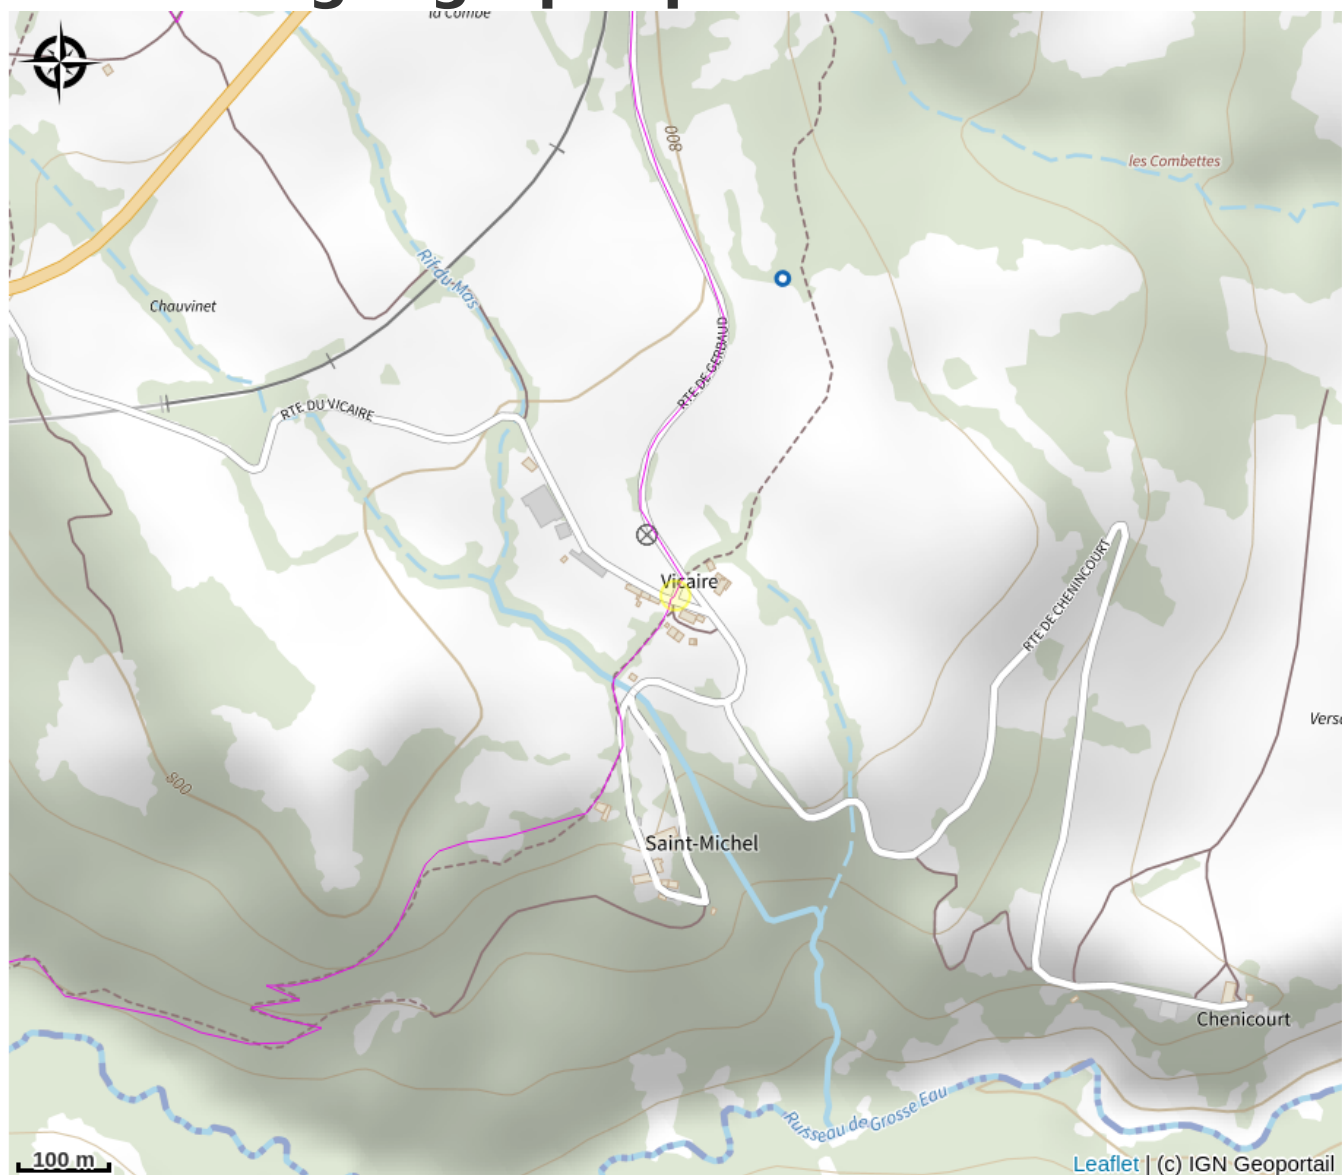 la Combe
800
les Combettes
Rif du Mas
Chauvinet
RTE DE GERBAUD
RTE DU VICAIRE
RTE DE CHENINCOURT
Vicaire
800
Saint-Michel
Chenicourt
Ruisseau de Grosse Eau
100 m
Leaflet | (c) IGN Geoportail